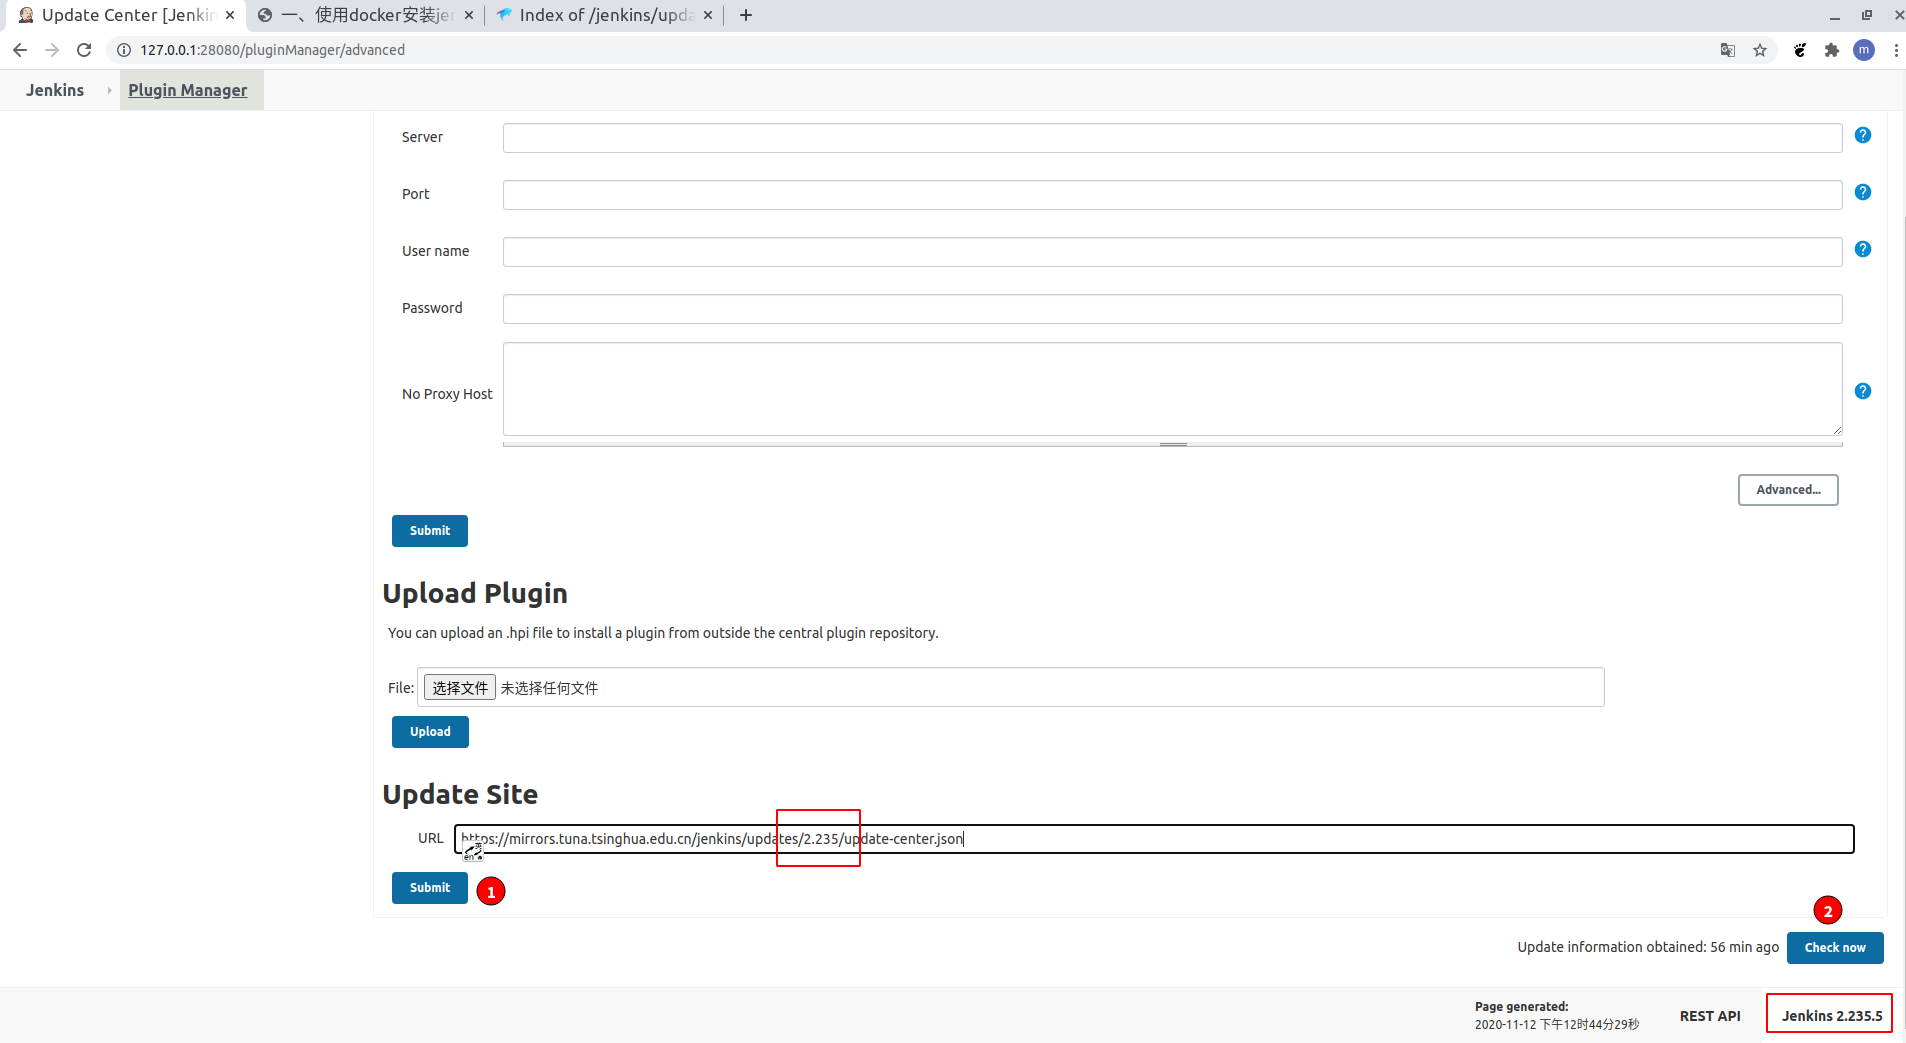 Update Center [Jenkin
一、使用docker安装jen
Index of /jenkins/upda
127.0.0.1:28080/pluginManager/advanced
m
Jenkins
Plugin Manager
Server
?
Port
?
User name
?
Password
No Proxy Host
?
Advanced...
Submit
Upload Plugin
You can upload an .hpi file to install a plugin from outside the central plugin repository.
File: 选择文件 未选择任何文件
Upload
Update Site
URL https://mirrors.tuna.tsinghua.edu.cn/jenkins/updates/2.235/update-center.json
英
en
Submit
1
2
Update information obtained: 56 min ago
Check now
Page generated:
2020-11-12 下午12时44分29秒
REST API
Jenkins 2.235.5